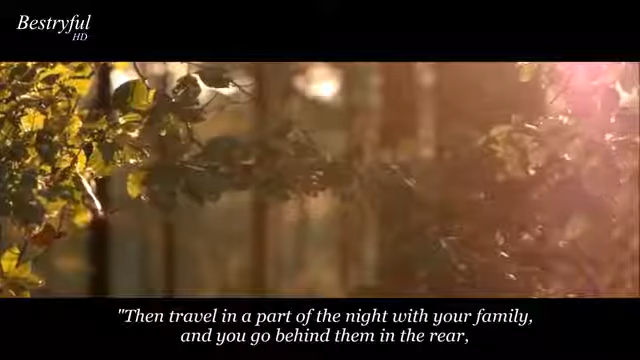 Bestryful
HD
"Then travel in a part of the night with your family,
and you go behind them in the rear,